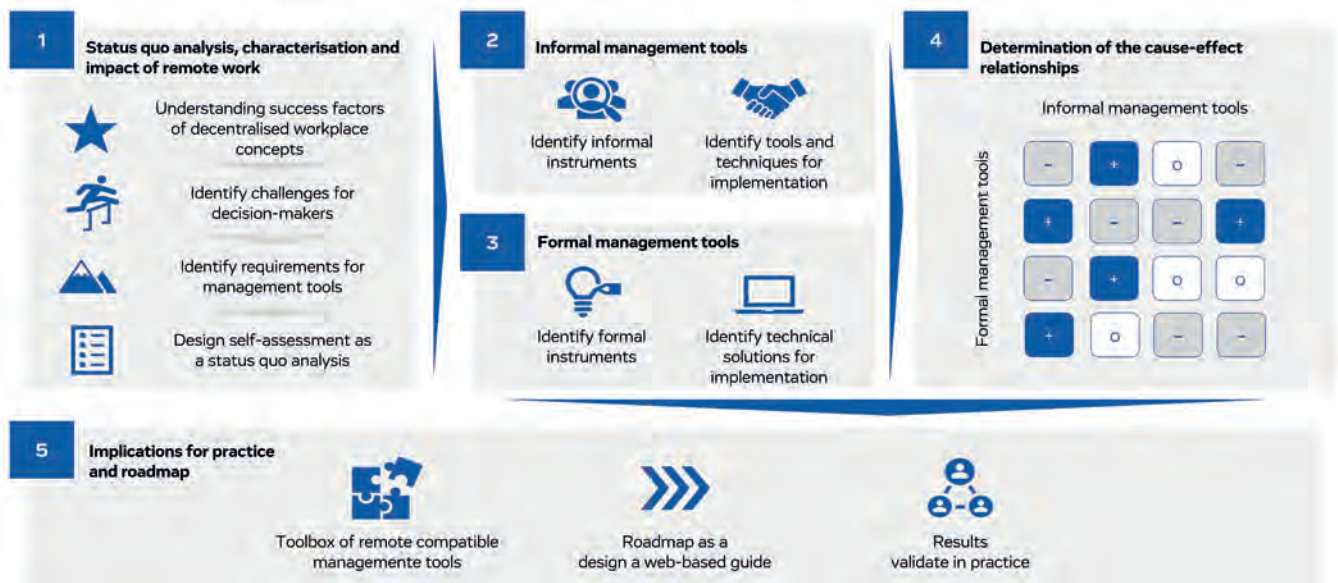 1
Status quo analysis, characterisation and
impact of remote work
Understanding success factors
of decentralised workplace
concepts
Identify challenges for
decision-makers
Identify requirements for
management tools
Design self-assessment as
a status quo analysis
2
Informal management tools
Identify informal
instruments
Identify tools and
techniques for
implementation
3
Formal management tools
Identify formal
instruments
Identify technical
solutions for
implementation
4
Determination of the cause-effect
relationships
Informal management tools
Formal management tools
– + o –
+ – – +
– + o o
+ o – –
5
Implications for practice
and roadmap
Toolbox of remote compatible
managemente tools
Roadmap as a
design a web-based guide
Results
validate in practice